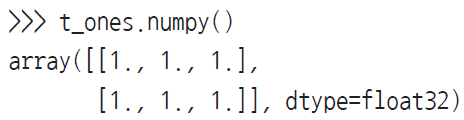 >>> t_ones.numpy()
array([[1., 1., 1.],
       [1., 1., 1.]], dtype=float32)